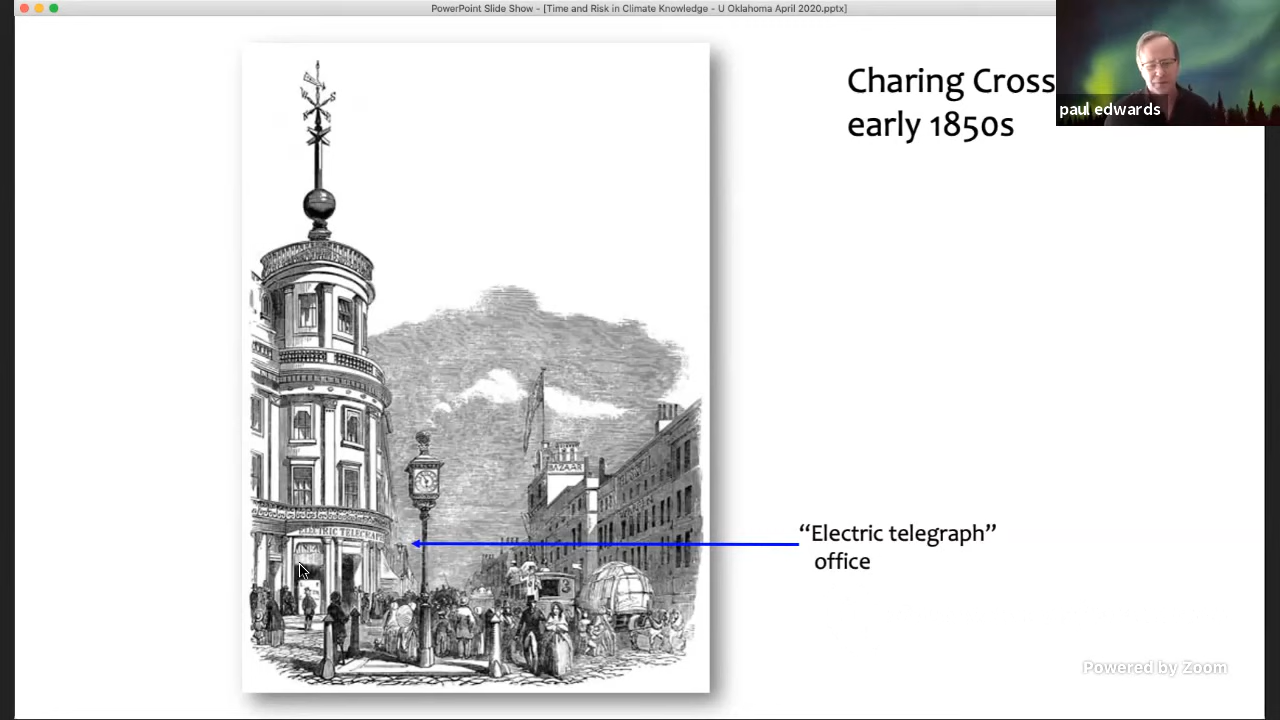 PowerPoint Slide Show - [Time and Risk in Climate Knowledge - U Oklahoma April 2020.pptx]
Charing Cross
early 1850s
paul edwards
S
BAZAAR
ELECTRIC TELEGRAPH
3
“Electric telegraph”
office
Powered by Zoom